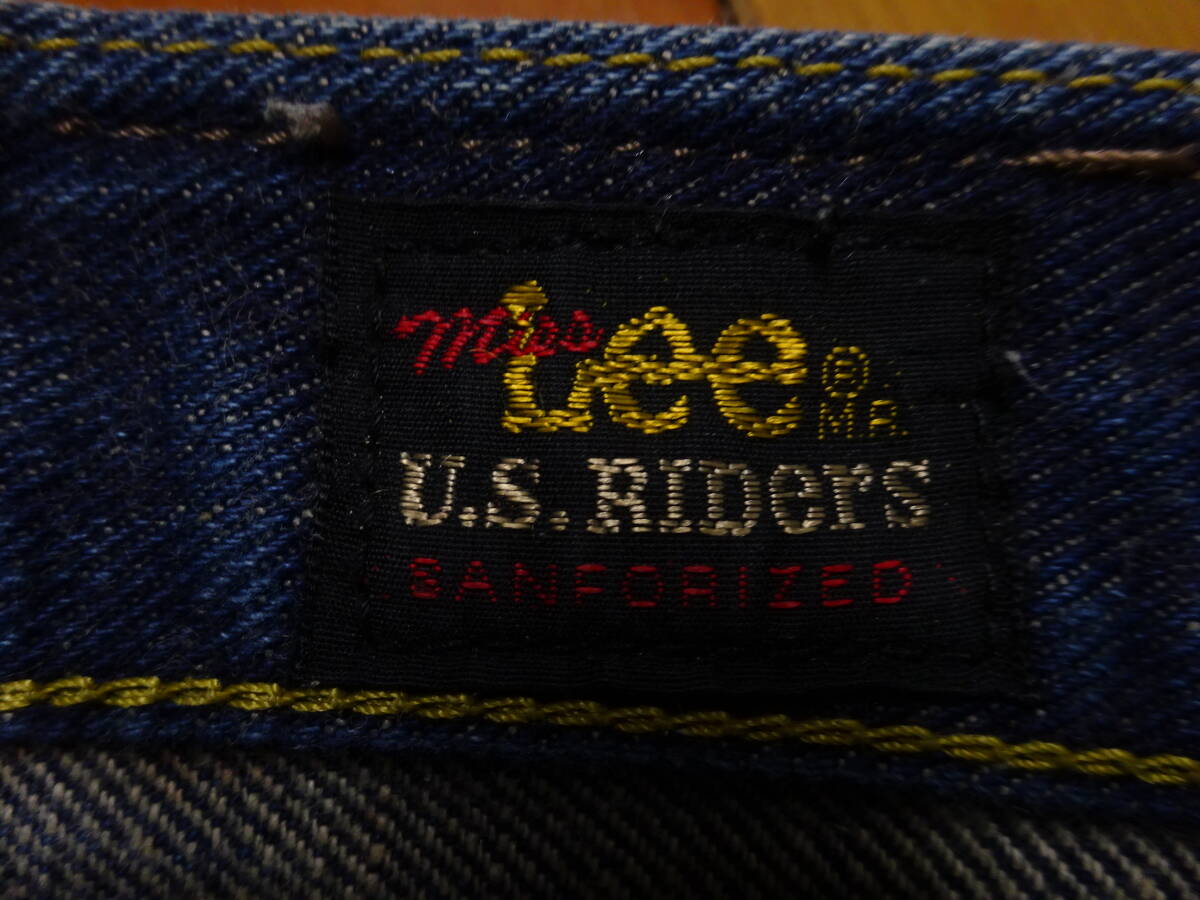 Miss Lee ®
M.R.
U.S. RIDERS
SANFORIZED